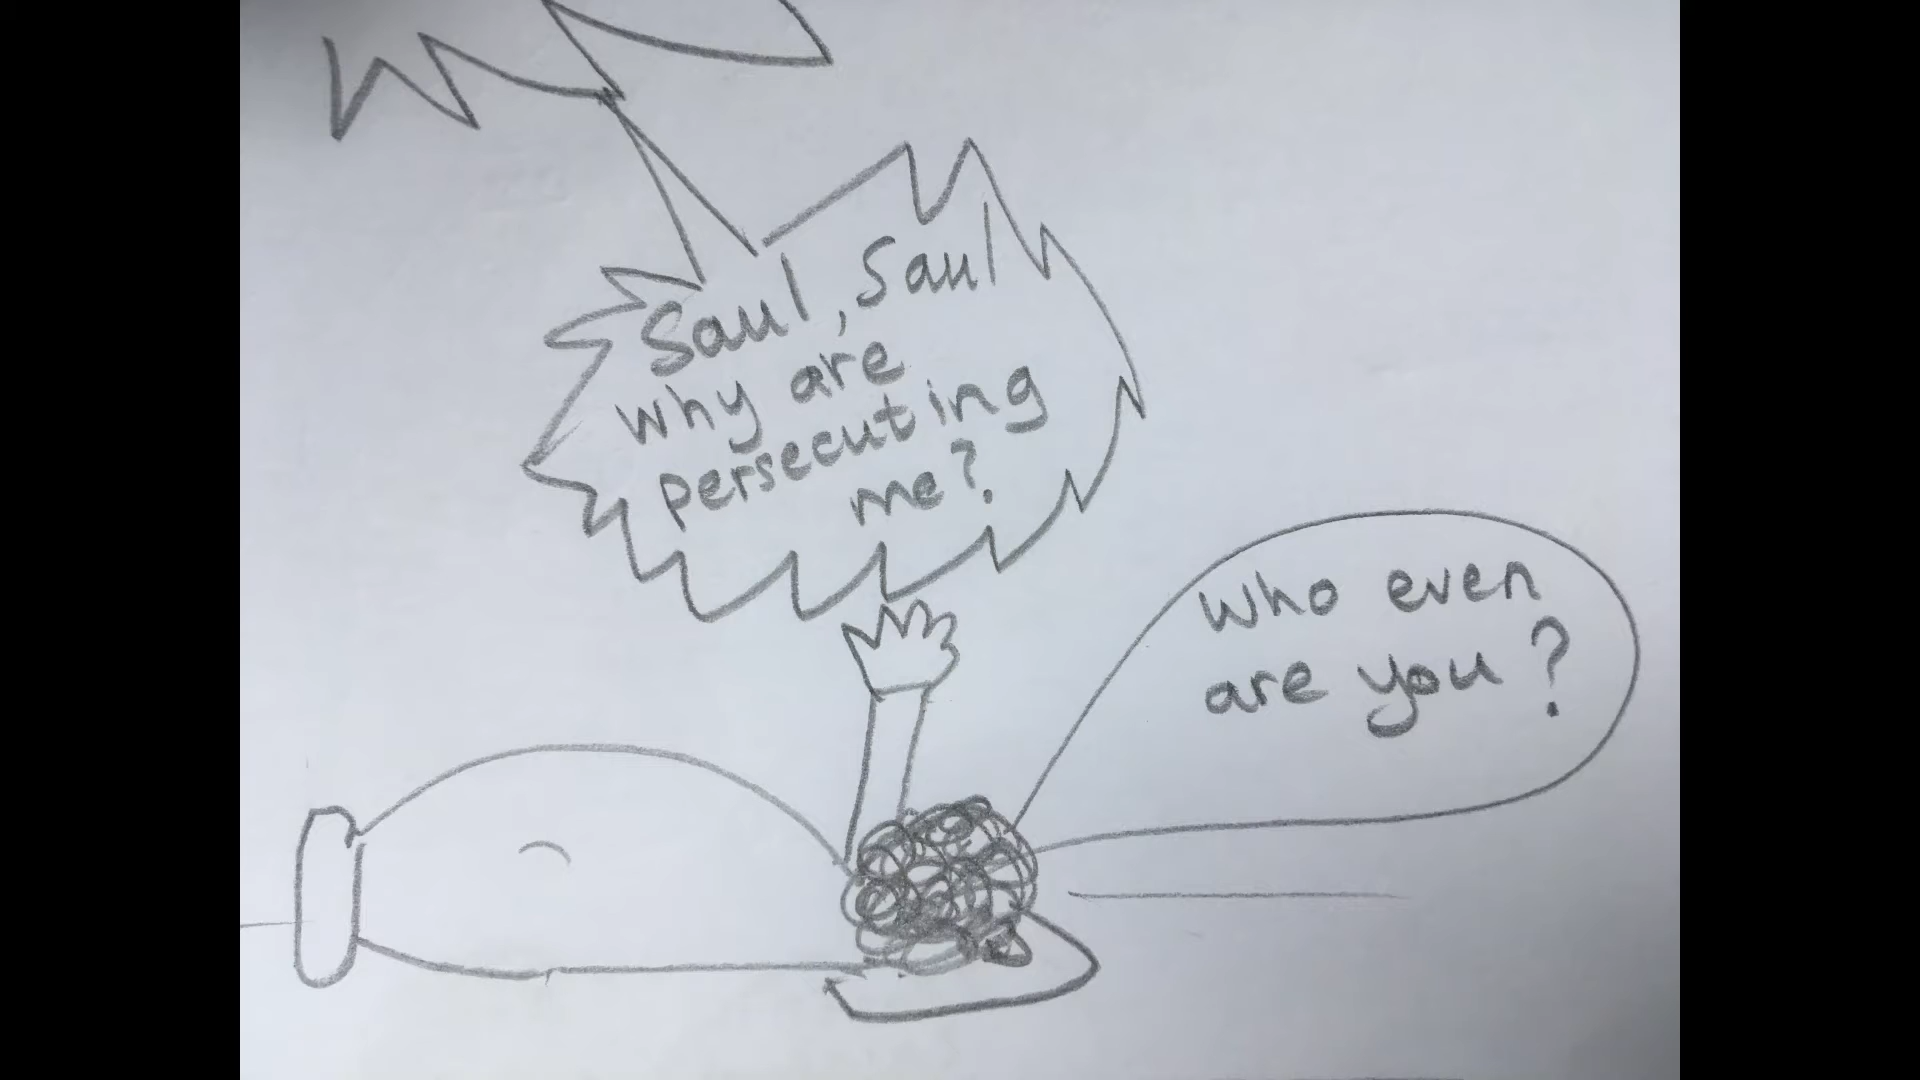 Saul, Saul
why are
persecuting
me?
Who even
are you?